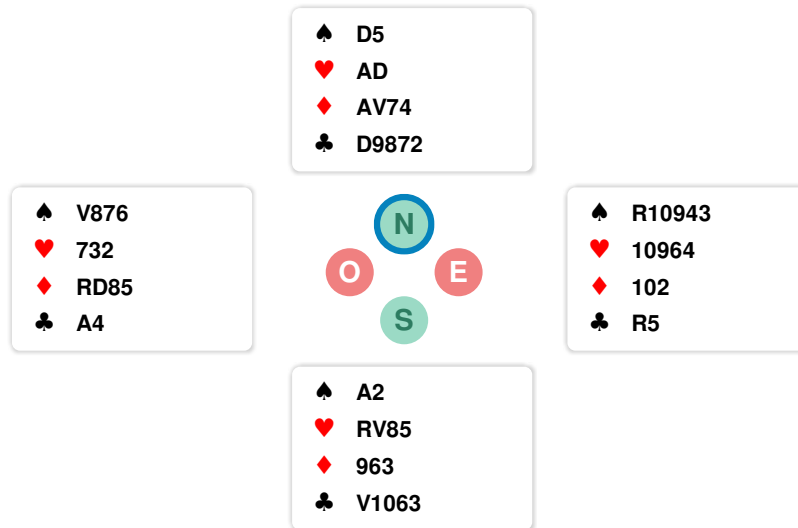 ♠ D5
♥ AD
♦ AV74
♣ D9872
♠ V876
♥ 732
♦ RD85
♣ A4
N
O E
S
♠ R10943
♥ 10964
♦ 102
♣ R5
♠ A2
♥ RV85
♦ 963
♣ V1063